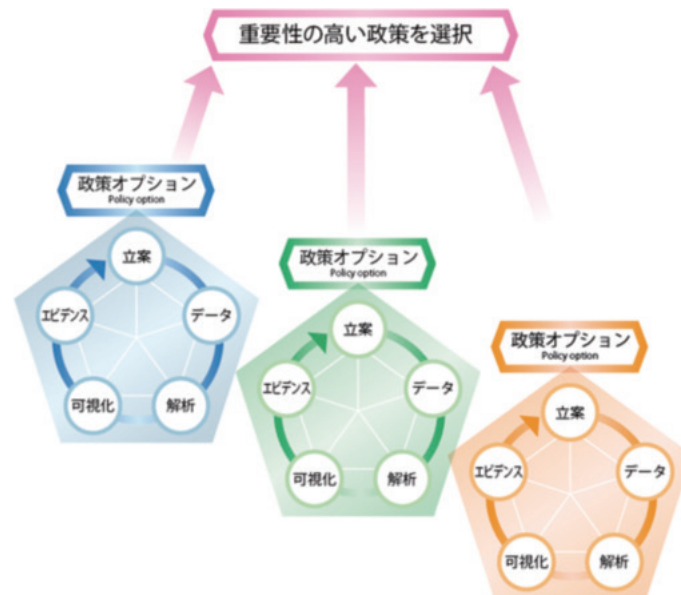 重要性の高い政策を選択
政策オプション
Policy option
立案
エビデンス
データ
可視化
解析
政策オプション
Policy option
立案
エビデンス
データ
可視化
解析
政策オプション
Policy option
立案
エビデンス
データ
可視化
解析